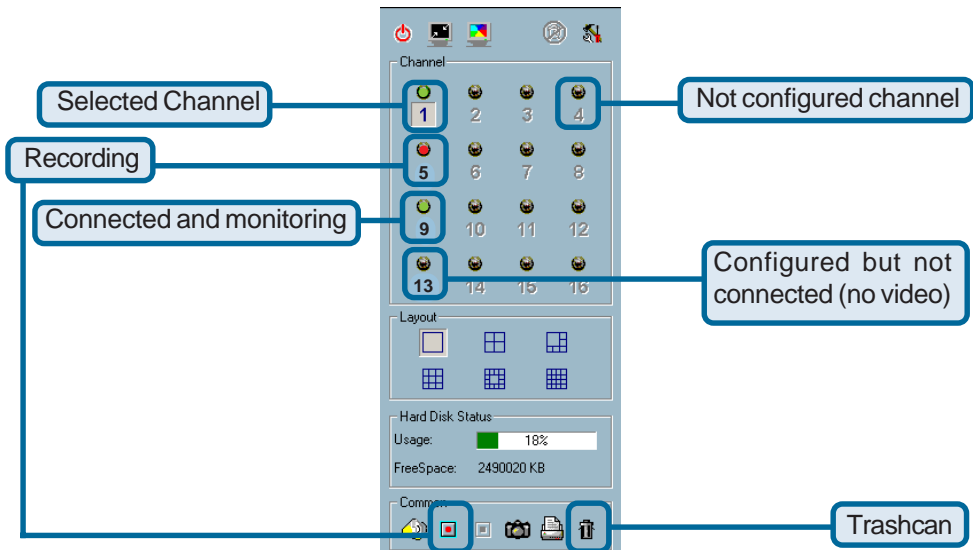 Channel
Selected Channel
Not configured channel
1 2 3 4
Recording
5 6 7 8
Connected and monitoring
9 10 11 12
Configured but not
connected (no video)
13 14 15 16
Layout
Hard Disk Status
Usage: 18%
FreeSpace: 2490020 KB
Common
Trashcan